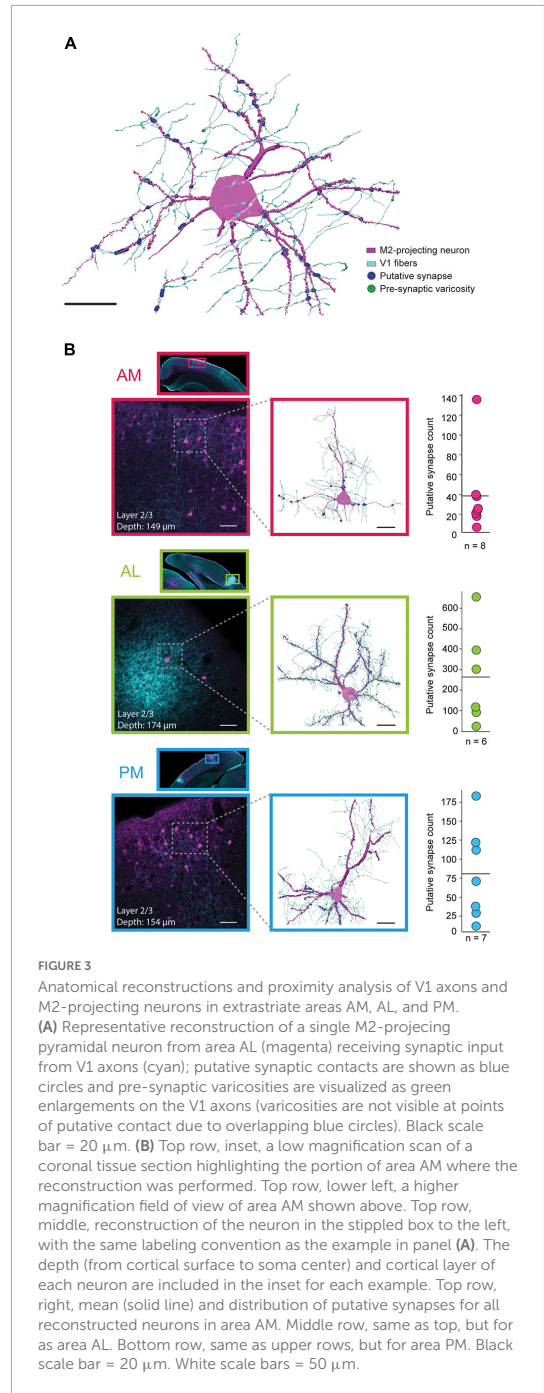 A
M2-projecting neuron
V1 fibers
Putative synapse
Pre-synaptic varicosity
B
AM
Layer 2/3
Depth: 149 µm
Putative synapse count
140
120
100
80
60
40
20
0
n = 8
AL
Layer 2/3
Depth: 174 µm
Putative synapse count
600
500
400
300
200
100
0
n = 6
PM
Layer 2/3
Depth: 154 µm
Putative synapse count
175
150
125
100
75
50
25
0
n = 7
FIGURE 3
Anatomical reconstructions and proximity analysis of V1 axons and
M2-projecting neurons in extrastriate areas AM, AL, and PM.
(A) Representative reconstruction of a single M2-projecing
pyramidal neuron from area AL (magenta) receiving synaptic input
from V1 axons (cyan); putative synaptic contacts are shown as blue
circles and pre-synaptic varicosities are visualized as green
enlargements on the V1 axons (varicosities are not visible at points
of putative contact due to overlapping blue circles). Black scale
bar = 20 µm. (B) Top row, inset, a low magnification scan of a
coronal tissue section highlighting the portion of area AM where the
reconstruction was performed. Top row, lower left, a higher
magnification field of view of area AM shown above. Top row,
middle, reconstruction of the neuron in the stippled box to the left,
with the same labeling convention as the example in panel (A). The
depth (from cortical surface to soma center) and cortical layer of
each neuron are included in the inset for each example. Top row,
right, mean (solid line) and distribution of putative synapses for all
reconstructed neurons in area AM. Middle row, same as top, but for
as area AL. Bottom row, same as upper rows, but for area PM. Black
scale bar = 20 µm. White scale bars = 50 µm.